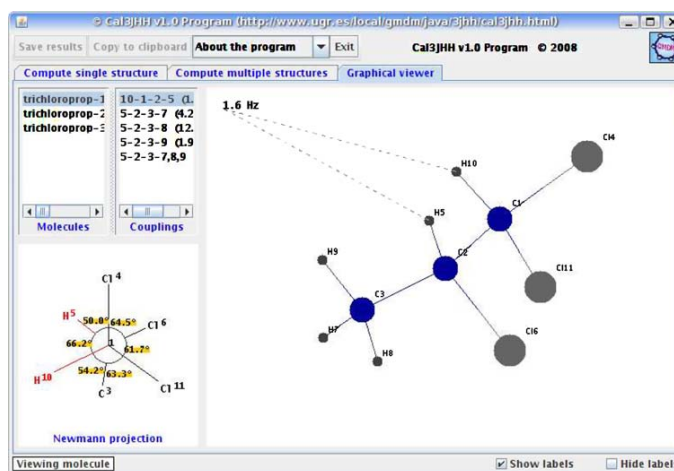 © Cal3JHH v1.0 Program (http://www.ugr.es/local/gmdm/java/3jhh/cal3jhh.html)
Save results Copy to clipboard About the program Exit Cal3JHH v1.0 Program © 2008
Compute single structure Compute multiple structures Graphical viewer
trichloroprop-1 10-1-2-5 (1.
trichloroprop-2 5-2-3-7 (4.2
trichloroprop-3 5-2-3-8 (12.
5-2-3-9 (1.9
5-2-3-7,8,9
Molecules Couplings
1.6 Hz
Cl4
H10
C1
H5
C2
H9
Cl11
C3
H7
Cl6
H8
Cl 4
H 5
50.0° 64.5°
Cl 6
66.2° 1 61.7°
H 10
54.2° 63.3°
C 3
Cl 11
Newmann projection
Viewing molecule Show labels Hide label